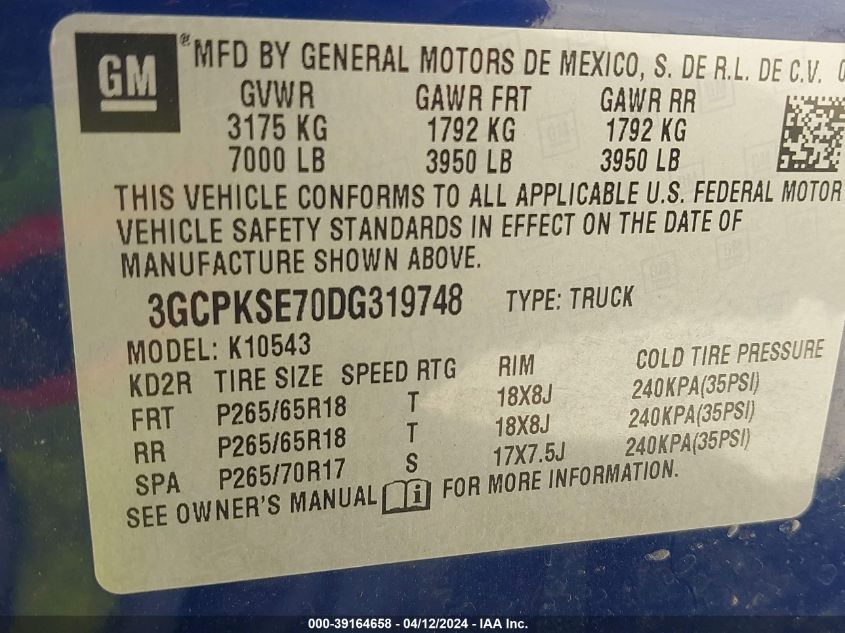 GM
® MFD BY GENERAL MOTORS DE MEXICO, S. DE R.L. DE C.V. 0
GVWR GAWR FRT GAWR RR
3175 KG 1792 KG 1792 KG
7000 LB 3950 LB 3950 LB
THIS VEHICLE CONFORMS TO ALL APPLICABLE U.S. FEDERAL MOTOR
VEHICLE SAFETY STANDARDS IN EFFECT ON THE DATE OF
MANUFACTURE SHOWN ABOVE.
3GCPKSE70DG319748 TYPE: TRUCK
MODEL: K10543
KD2R TIRE SIZE SPEED RTG RIM COLD TIRE PRESSURE
FRT P265/65R18 T 18X8J 240KPA(35PSI)
RR P265/65R18 T 18X8J 240KPA(35PSI)
SPA P265/70R17 S 17X7.5J 240KPA(35PSI)
SEE OWNER'S MANUAL FOR MORE INFORMATION.
000-39164658 - 04/12/2024 - IAA Inc.